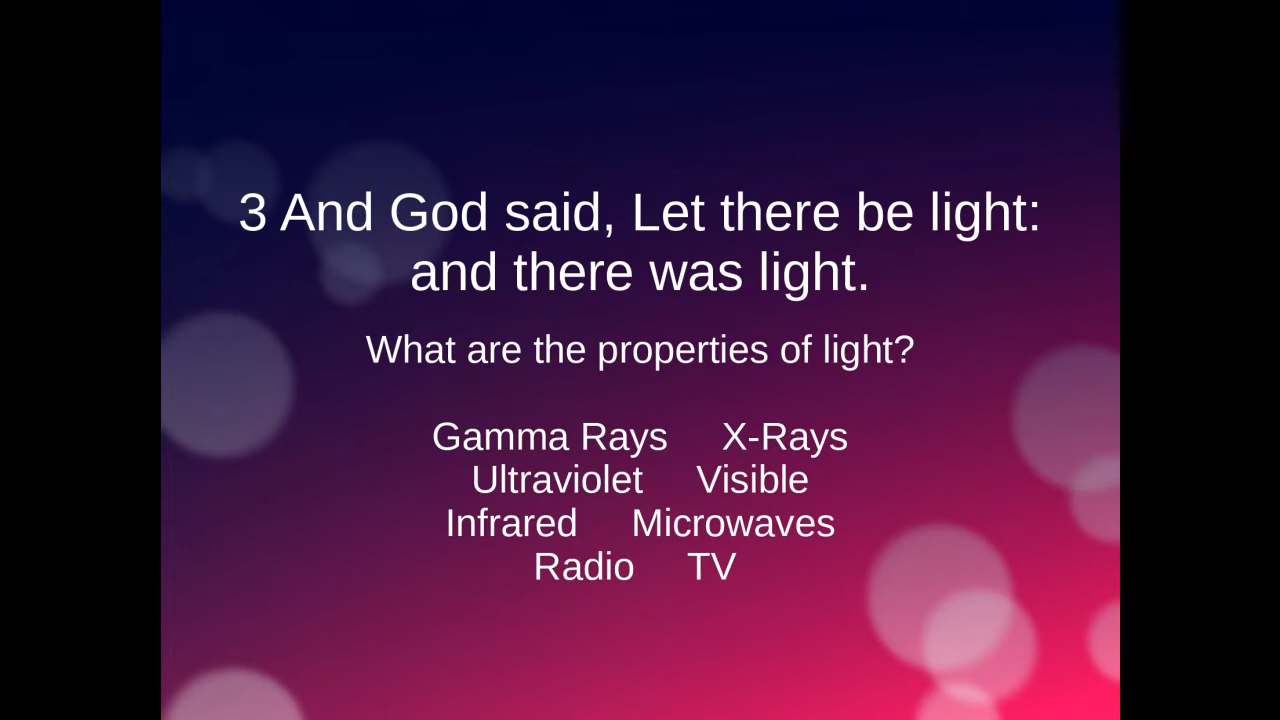 3 And God said, Let there be light:
and there was light.
What are the properties of light?
Gamma Rays X-Rays
Ultraviolet Visible
Infrared Microwaves
Radio TV